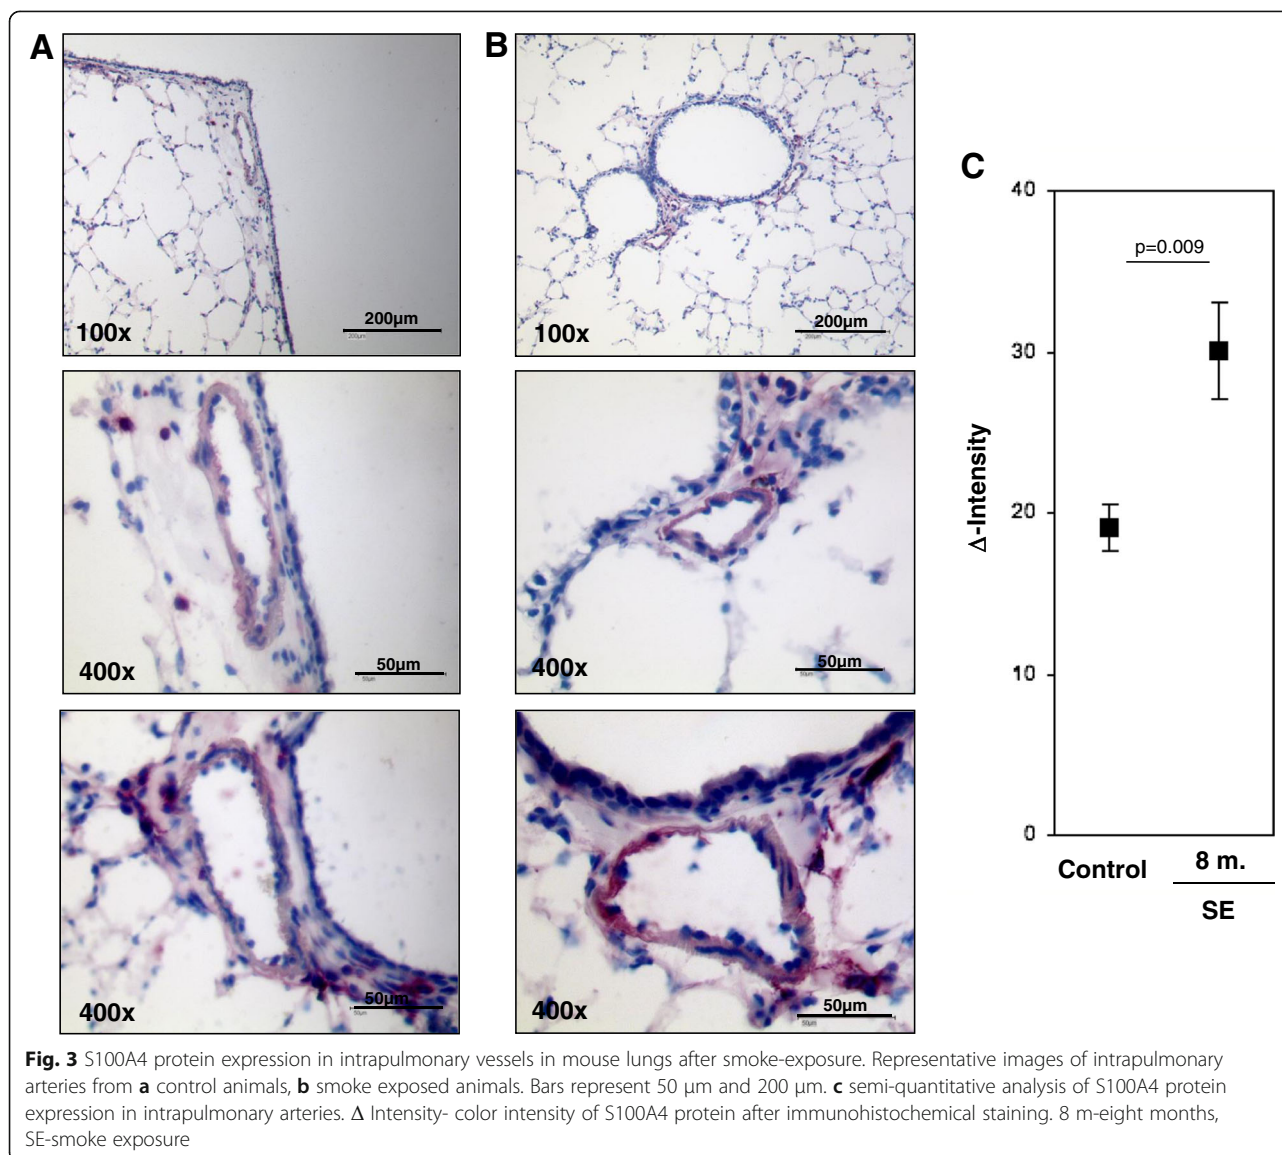 A
B
200µm
100x
200µm
100x
50µm
400x
50µm
400x
50µm
400x
50µm
400x
C
40
30
20
10
0
Δ-Intensity
p=0.009
Control
8 m.
SE
Fig. 3 S100A4 protein expression in intrapulmonary vessels in mouse lungs after smoke-exposure. Representative images of intrapulmonary
arteries from a control animals, b smoke exposed animals. Bars represent 50 µm and 200 µm. c semi-quantitative analysis of S100A4 protein
expression in intrapulmonary arteries. Δ Intensity- color intensity of S100A4 protein after immunohistochemical staining. 8 m-eight months,
SE-smoke exposure